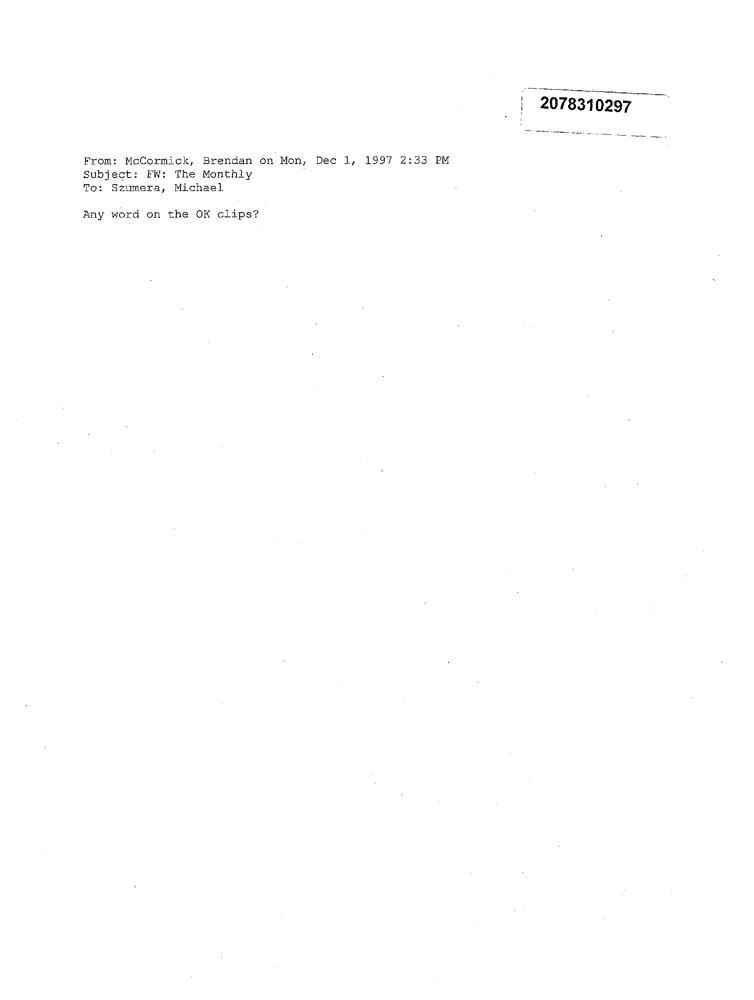 2078310297
From: McCormick, Brendan on Mon, Dec 1, 1997 2:33 PM
Subject: FW: The Monthly
To: Szumera, Michael
Any word on the OK clips?